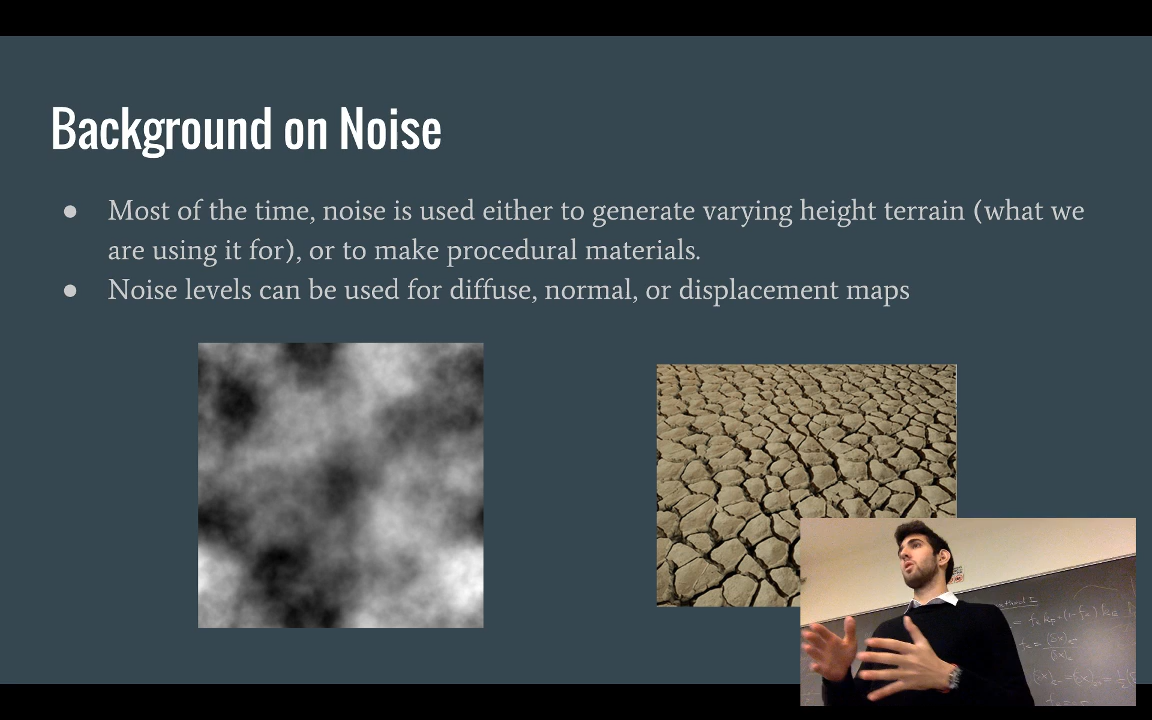 Background on Noise
● Most of the time, noise is used either to generate varying height terrain (what we
are using it for), or to make procedural materials.
● Noise levels can be used for diffuse, normal, or displacement maps